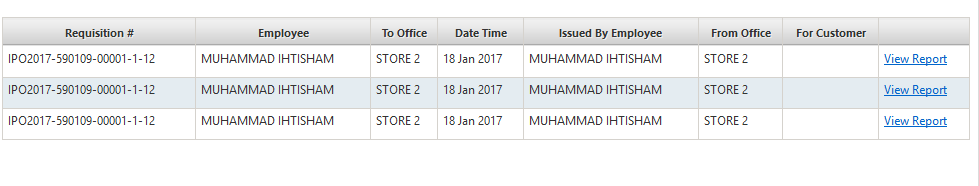 Requisition # Employee To Office Date Time Issued By Employee From Office For Customer
IPO2017-590109-00001-1-12 MUHAMMAD IHTISHAM STORE 2 18 Jan 2017 MUHAMMAD IHTISHAM STORE 2 View Report
IPO2017-590109-00001-1-12 MUHAMMAD IHTISHAM STORE 2 18 Jan 2017 MUHAMMAD IHTISHAM STORE 2 View Report
IPO2017-590109-00001-1-12 MUHAMMAD IHTISHAM STORE 2 18 Jan 2017 MUHAMMAD IHTISHAM STORE 2 View Report